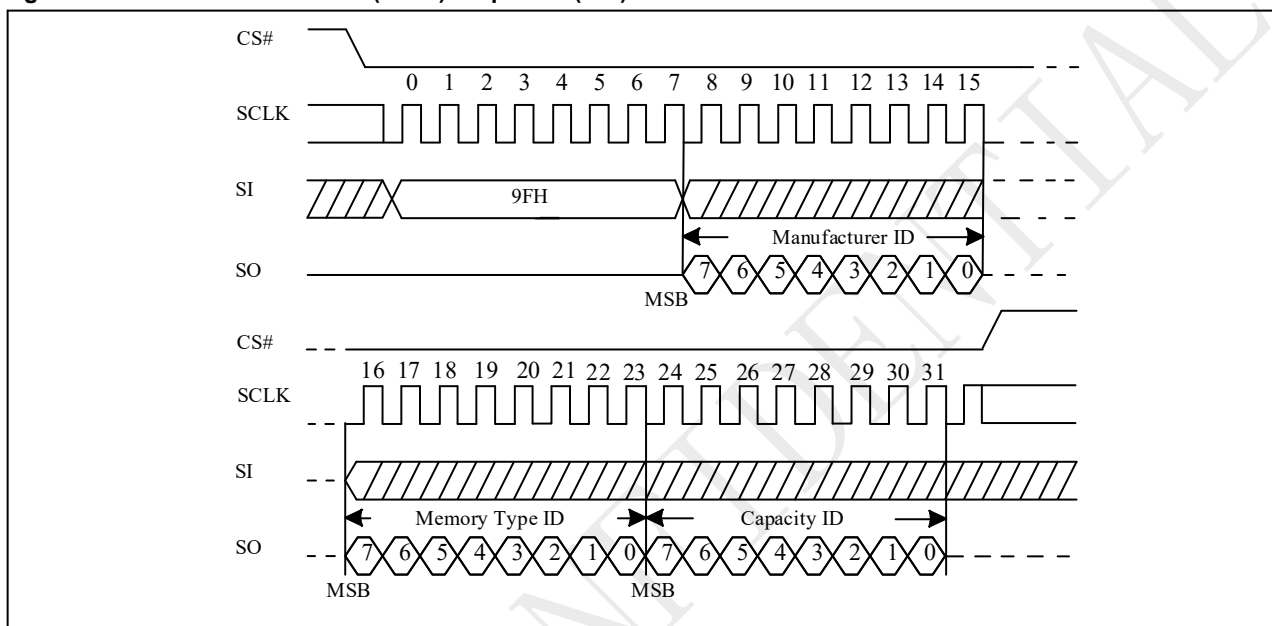 CS#
0 1 2 3 4 5 6 7 8 9 10 11 12 13 14 15
SCLK
SI
9FH
Manufacturer ID
SO
7 6 5 4 3 2 1 0
MSB
CS#
16 17 18 19 20 21 22 23 24 25 26 27 28 29 30 31
SCLK
SI
Memory Type ID Capacity ID
SO
7 6 5 4 3 2 1 0 7 6 5 4 3 2 1 0
MSB MSB